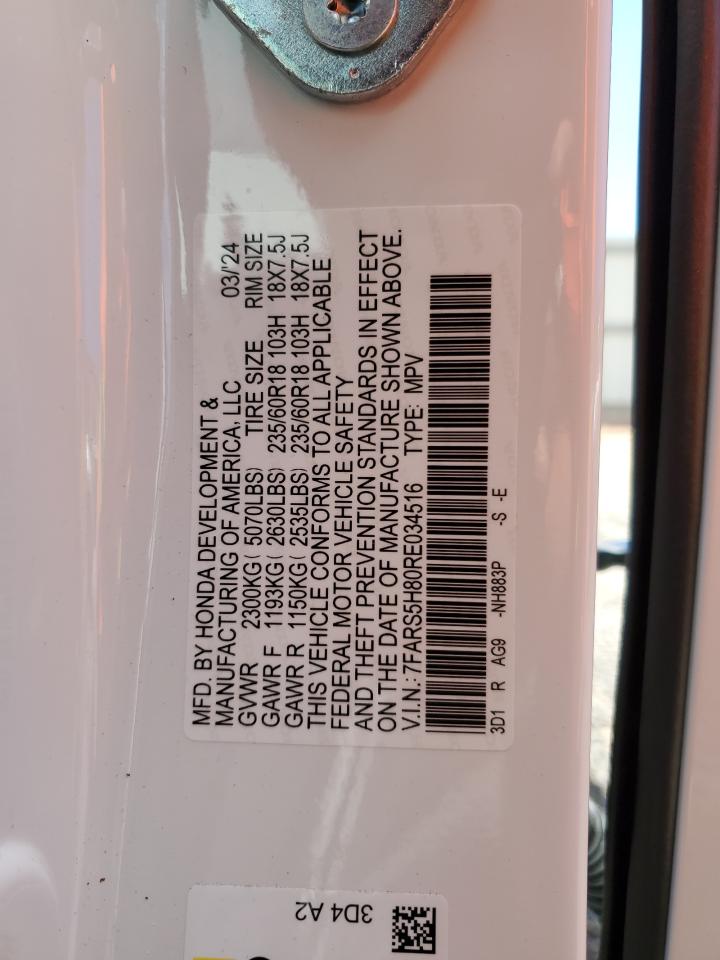 MFD. BY HONDA DEVELOPMENT &
MANUFACTURING OF AMERICA, LLC 03/'24
GVWR 2300KG( 5070LBS) TIRE SIZE RIM SIZE
GAWR F 1193KG( 2630LBS) 235/60R18 103H 18X7.5J
GAWR R 1150KG( 2535LBS) 235/60R18 103H 18X7.5J
THIS VEHICLE CONFORMS TO ALL APPLICABLE
FEDERAL MOTOR VEHICLE SAFETY
AND THEFT PREVENTION STANDARDS IN EFFECT
ON THE DATE OF MANUFACTURE SHOWN ABOVE.
V.I.N.: 7FARS5H80RE034516 TYPE: MPV
3D1 R AG9 -NH883P -S -E
3D4 A2